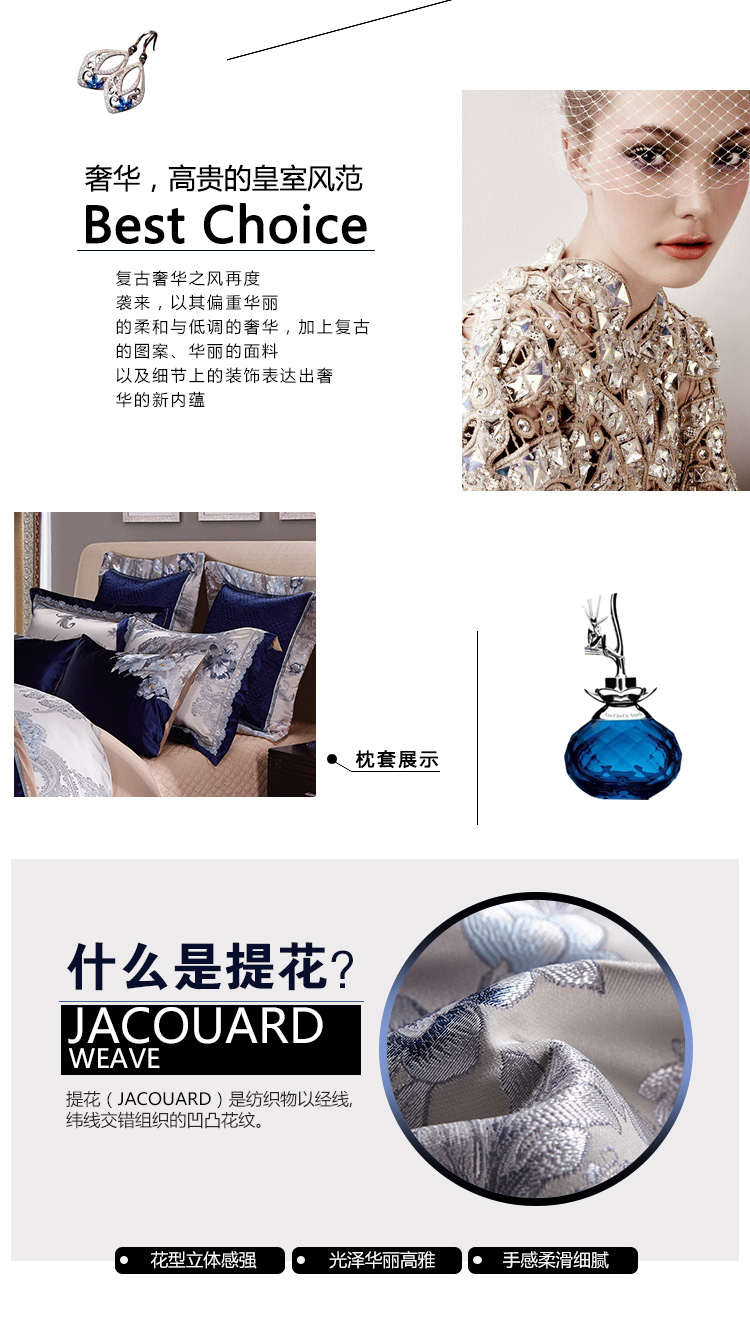 奢华，高贵的皇室风范
Best Choice
复古奢华之风再度
袭来，以其偏重华丽
的柔和与低调的奢华，加上复古
的图案、华丽的面料
以及细节上的装饰表达出奢
华的新内蕴
枕套展示
什么是提花?
JACOUARD
WEAVE
提花（JACOUARD）是纺织物以经线,
纬线交错组织的凹凸花纹。
花型立体感强
光泽华丽高雅
手感柔滑细腻